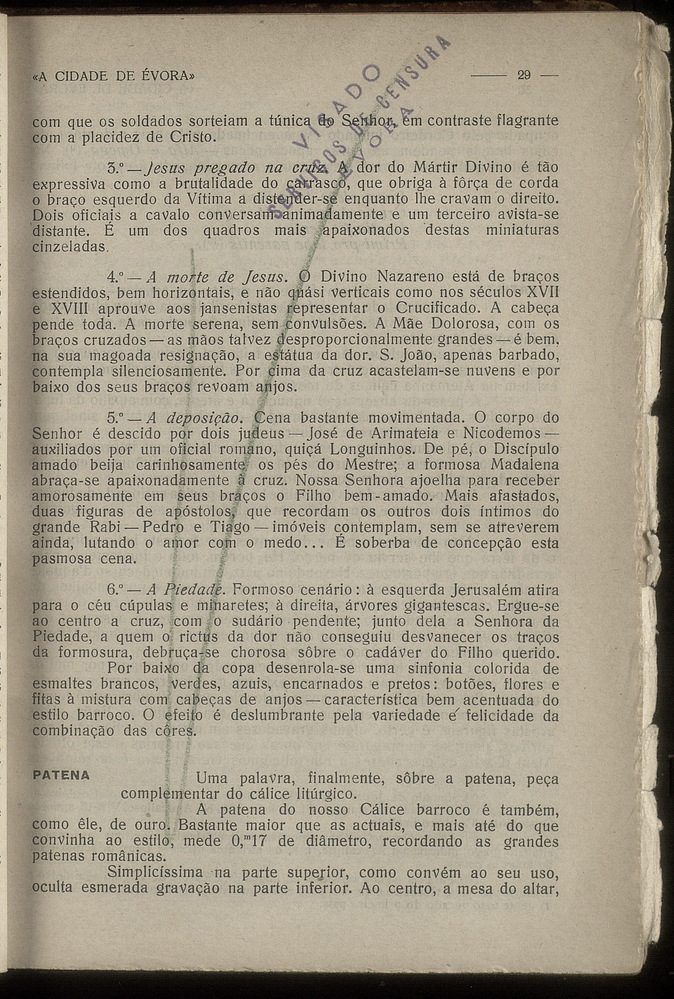 «A CIDADE DE ÉVORA» —— 29 —
VISADO
SERVIÇOS DE CENSURA
ÉVORA
com que os soldados sorteiam a túnica do Senhor, em contraste flagrante
com a placidez de Cristo.
3.º — Jesus pregado na cruz. A dor do Mártir Divino é tão
expressiva como a brutalidade do carrasco, que obriga à fôrça de corda
o braço esquerdo da Vítima a distender-se enquanto lhe cravam o direito.
Dois oficiais a cavalo conversam animadamente e um terceiro avista-se
distante. É um dos quadros mais apaixonados destas miniaturas
cinzeladas.
4.º — A morte de Jesus. O Divino Nazareno está de braços
estendidos, bem horizontais, e não quási verticais como nos séculos XVII
e XVIII aprouve aos jansenistas representar o Crucificado. A cabeça
pende toda. A morte serena, sem convulsões. A Mãe Dolorosa, com os
braços cruzados — as mãos talvez desproporcionalmente grandes — é bem,
na sua magoada resignação, a estátua da dor. S. João, apenas barbado,
contempla silenciosamente. Por cima da cruz acastelam-se nuvens e por
baixo dos seus braços revoam anjos.
5.º — A deposição. Cena bastante movimentada. O corpo do
Senhor é descido por dois judeus — José de Arimateia e Nicodemos —
auxiliados por um oficial romano, quiçá Longuinhos. De pé, o Discípulo
amado beija carinhosamente os pés do Mestre; a formosa Madalena
abraça-se apaixonadamente à cruz. Nossa Senhora ajoelha para receber
amorosamente em seus braços o Filho bem-amado. Mais afastados,
duas figuras de apóstolos, que recordam os outros dois íntimos do
grande Rabi — Pedro e Tiago — imóveis contemplam, sem se atreverem
ainda, lutando o amor com o medo... É soberba de concepção esta
pasmosa cena.
6.º — A Piedade. Formoso cenário: à esquerda Jerusalém atira
para o céu cúpulas e minaretes; à direita, árvores gigantescas. Ergue-se
ao centro a cruz, com o sudário pendente; junto dela a Senhora da
Piedade, a quem o rictus da dor não conseguiu desvanecer os traços
da formosura, debruça-se chorosa sôbre o cadáver do Filho querido.
Por baixo da copa desenrola-se uma sinfonia colorida de
esmaltes brancos, verdes, azuis, encarnados e pretos: botões, flores e
fitas à mistura com cabeças de anjos — característica bem acentuada do
estilo barroco. O efeito é deslumbrante pela variedade e felicidade da
combinação das côres.
PATENA Uma palavra, finalmente, sôbre a patena, peça
complementar do cálice litúrgico.
A patena do nosso Cálice barroco é também,
como êle, de ouro. Bastante maior que as actuais, e mais até do que
convinha ao estilo, mede 0,ᵐ17 de diâmetro, recordando as grandes
patenas românicas.
Simplicíssima na parte superior, como convém ao seu uso,
oculta esmerada gravação na parte inferior. Ao centro, a mesa do altar,